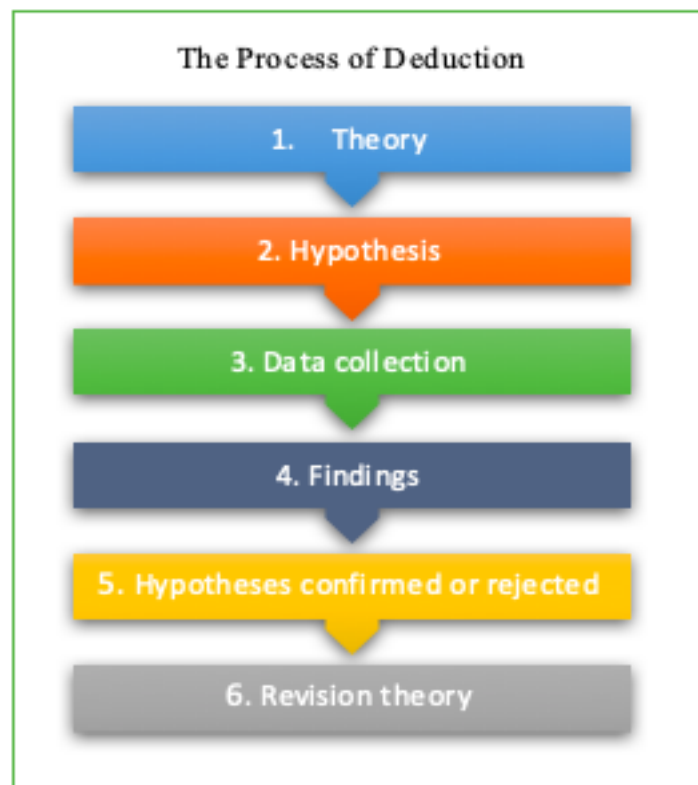 The Process of Deduction
1. Theory
2. Hypothesis
3. Data collection
4. Findings
5. Hypotheses confirmed or rejected
6. Revision theory